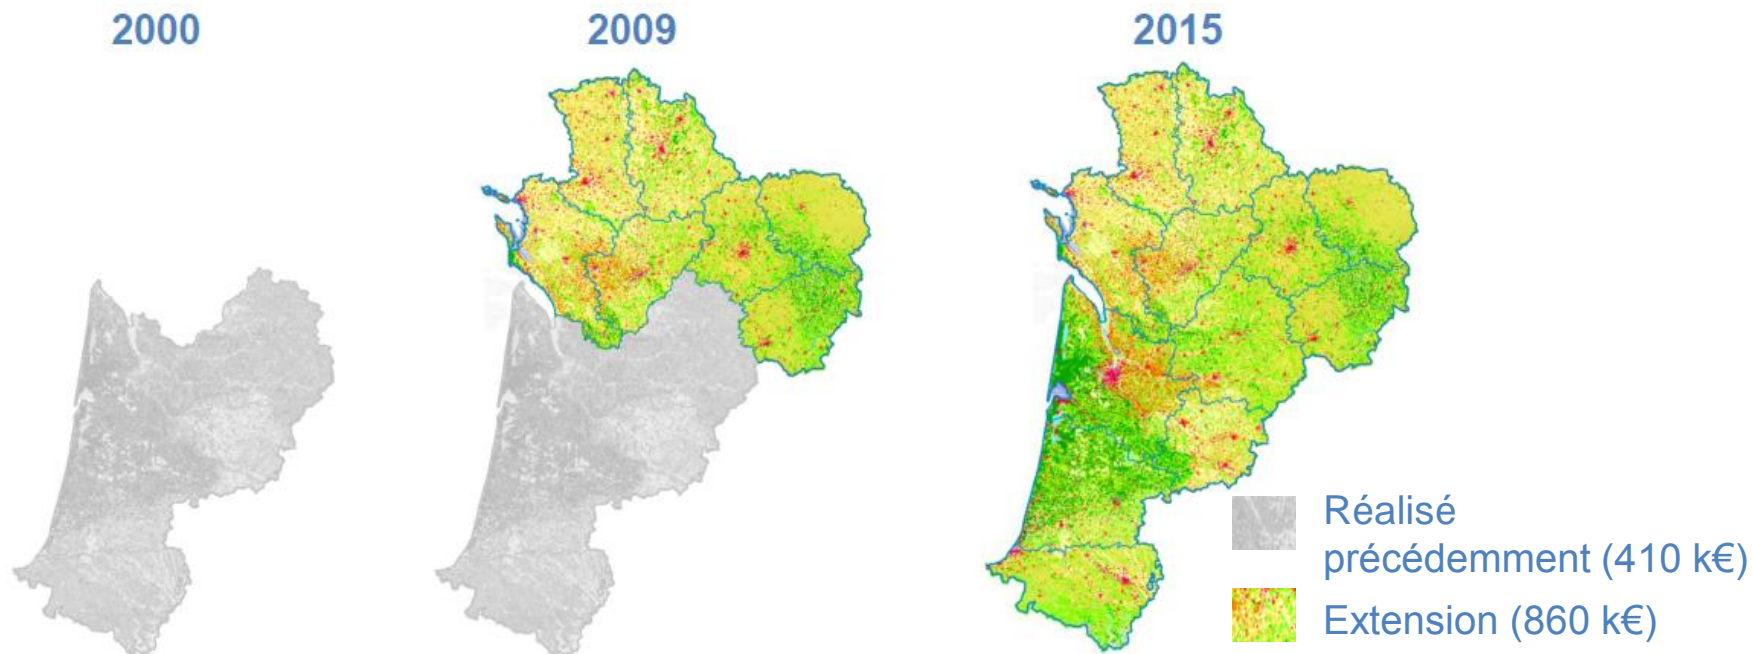 2000
2009
2015
Réalisé
précédemment (410 k€)
Extension (860 k€)